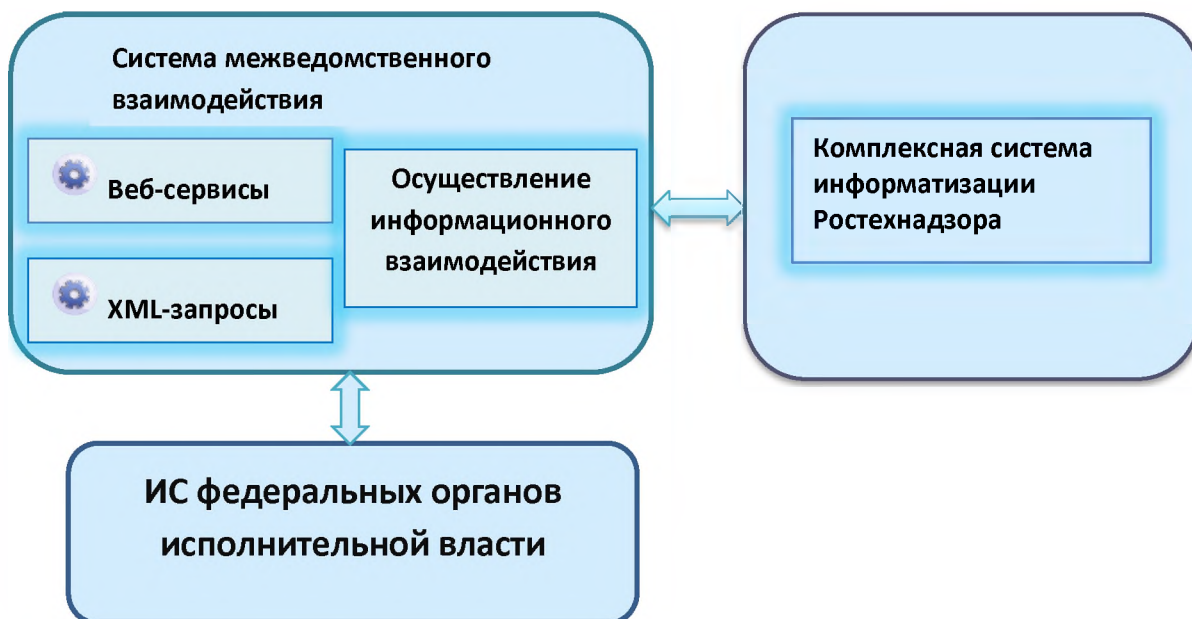 Система межведомственного
взаимодействия
Веб-сервисы
XML-запросы
Осуществление
информационного
взаимодействия
Комплексная система
информатизации
Ростехнадзора
ИС федеральных органов
исполнительной власти